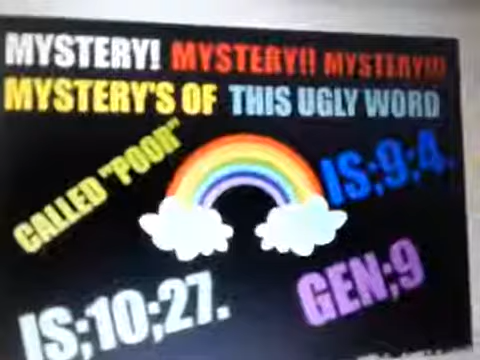 MYSTERY! MYSTERY!! MYSTERY!!!
MYSTERY'S OF THIS UGLY WORD
CALLED "POOR"
IS;9;4.
IS;10;27.
GEN;9